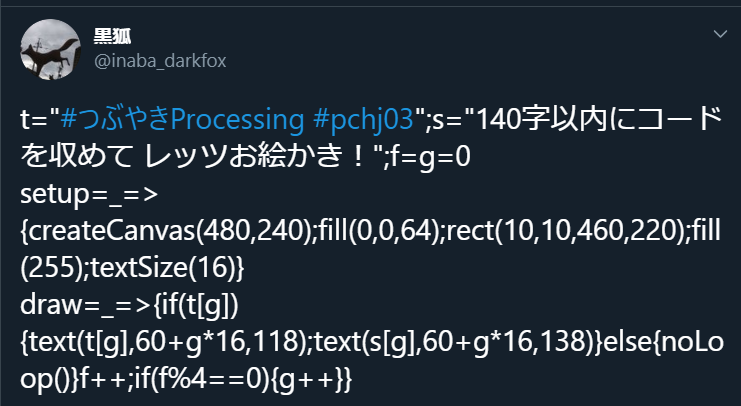 黒狐
@inaba_darkfox
t="#つぶやきProcessing #pchj03";s="140字以内にコード
を収めて レッツお絵かき！";f=g=0
setup=_=>
{createCanvas(480,240);fill(0,0,64);rect(10,10,460,220);fill
(255);textSize(16)}
draw=_=>{if(t[g])
{text(t[g],60+g*16,118);text(s[g],60+g*16,138)}else{noLo
op()}f++;if(f%4==0){g++}}